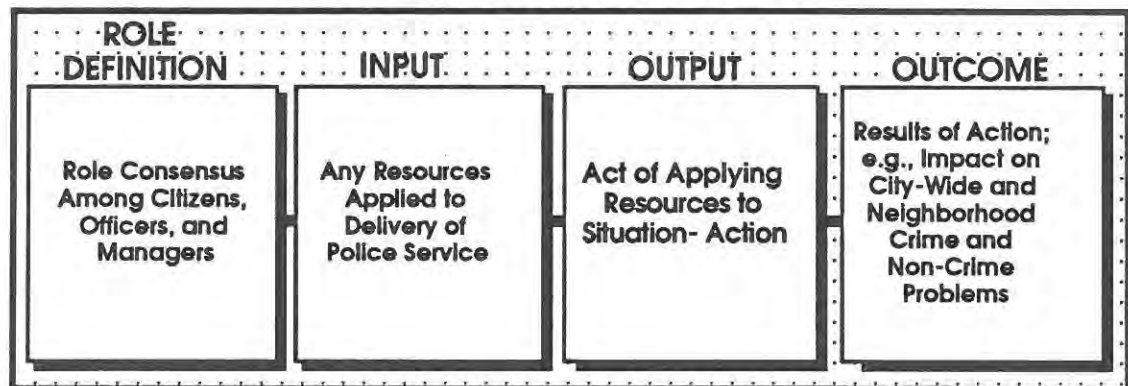 ROLE
DEFINITION
INPUT
OUTPUT
OUTCOME
Role Consensus
Among Citizens,
Officers, and
Managers
Any Resources
Applied to
Delivery of
Police Service
Act of Applying
Resources to
Situation- Action
Results of Action;
e.g., Impact on
City-Wide and
Neighborhood
Crime and
Non-Crime
Problems